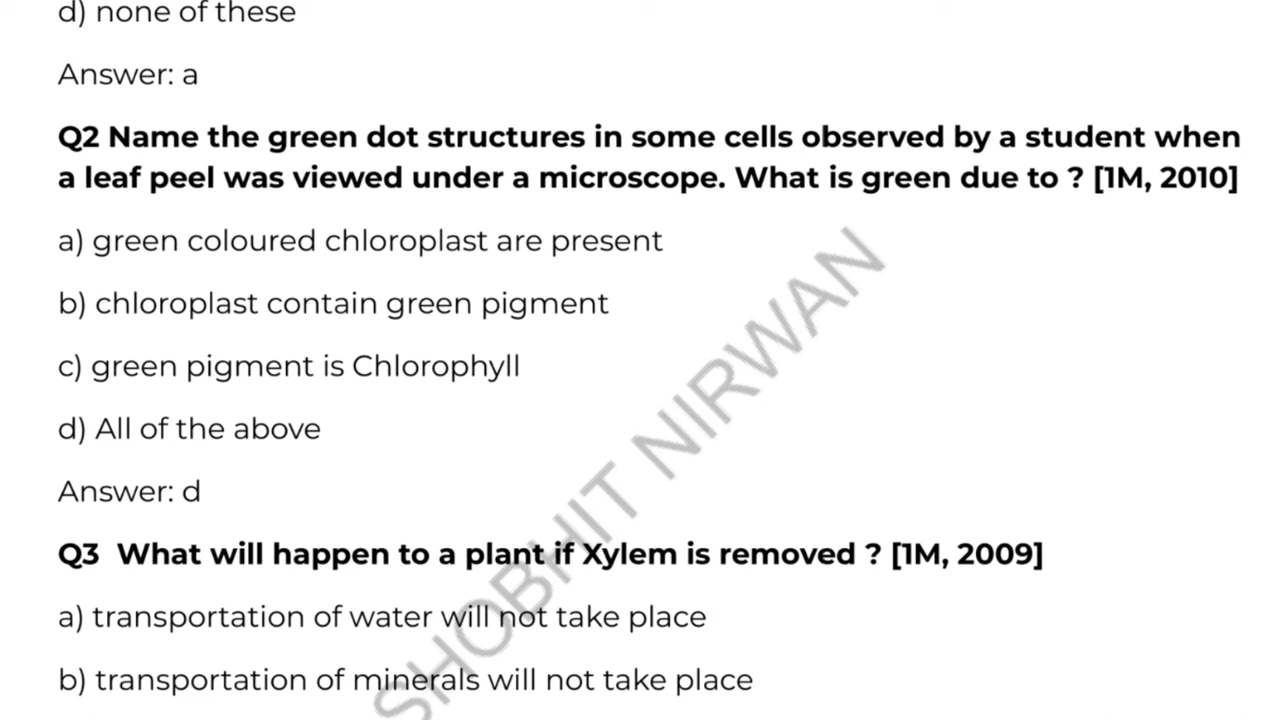 d) none of these
Answer: a
Q2 Name the green dot structures in some cells observed by a student when
a leaf peel was viewed under a microscope. What is green due to ? [1M, 2010]
a) green coloured chloroplast are present
b) chloroplast contain green pigment
c) green pigment is Chlorophyll
d) All of the above
Answer: d
Q3 What will happen to a plant if Xylem is removed ? [1M, 2009]
a) transportation of water will not take place
b) transportation of minerals will not take place
SHOBHIT NIRWAN